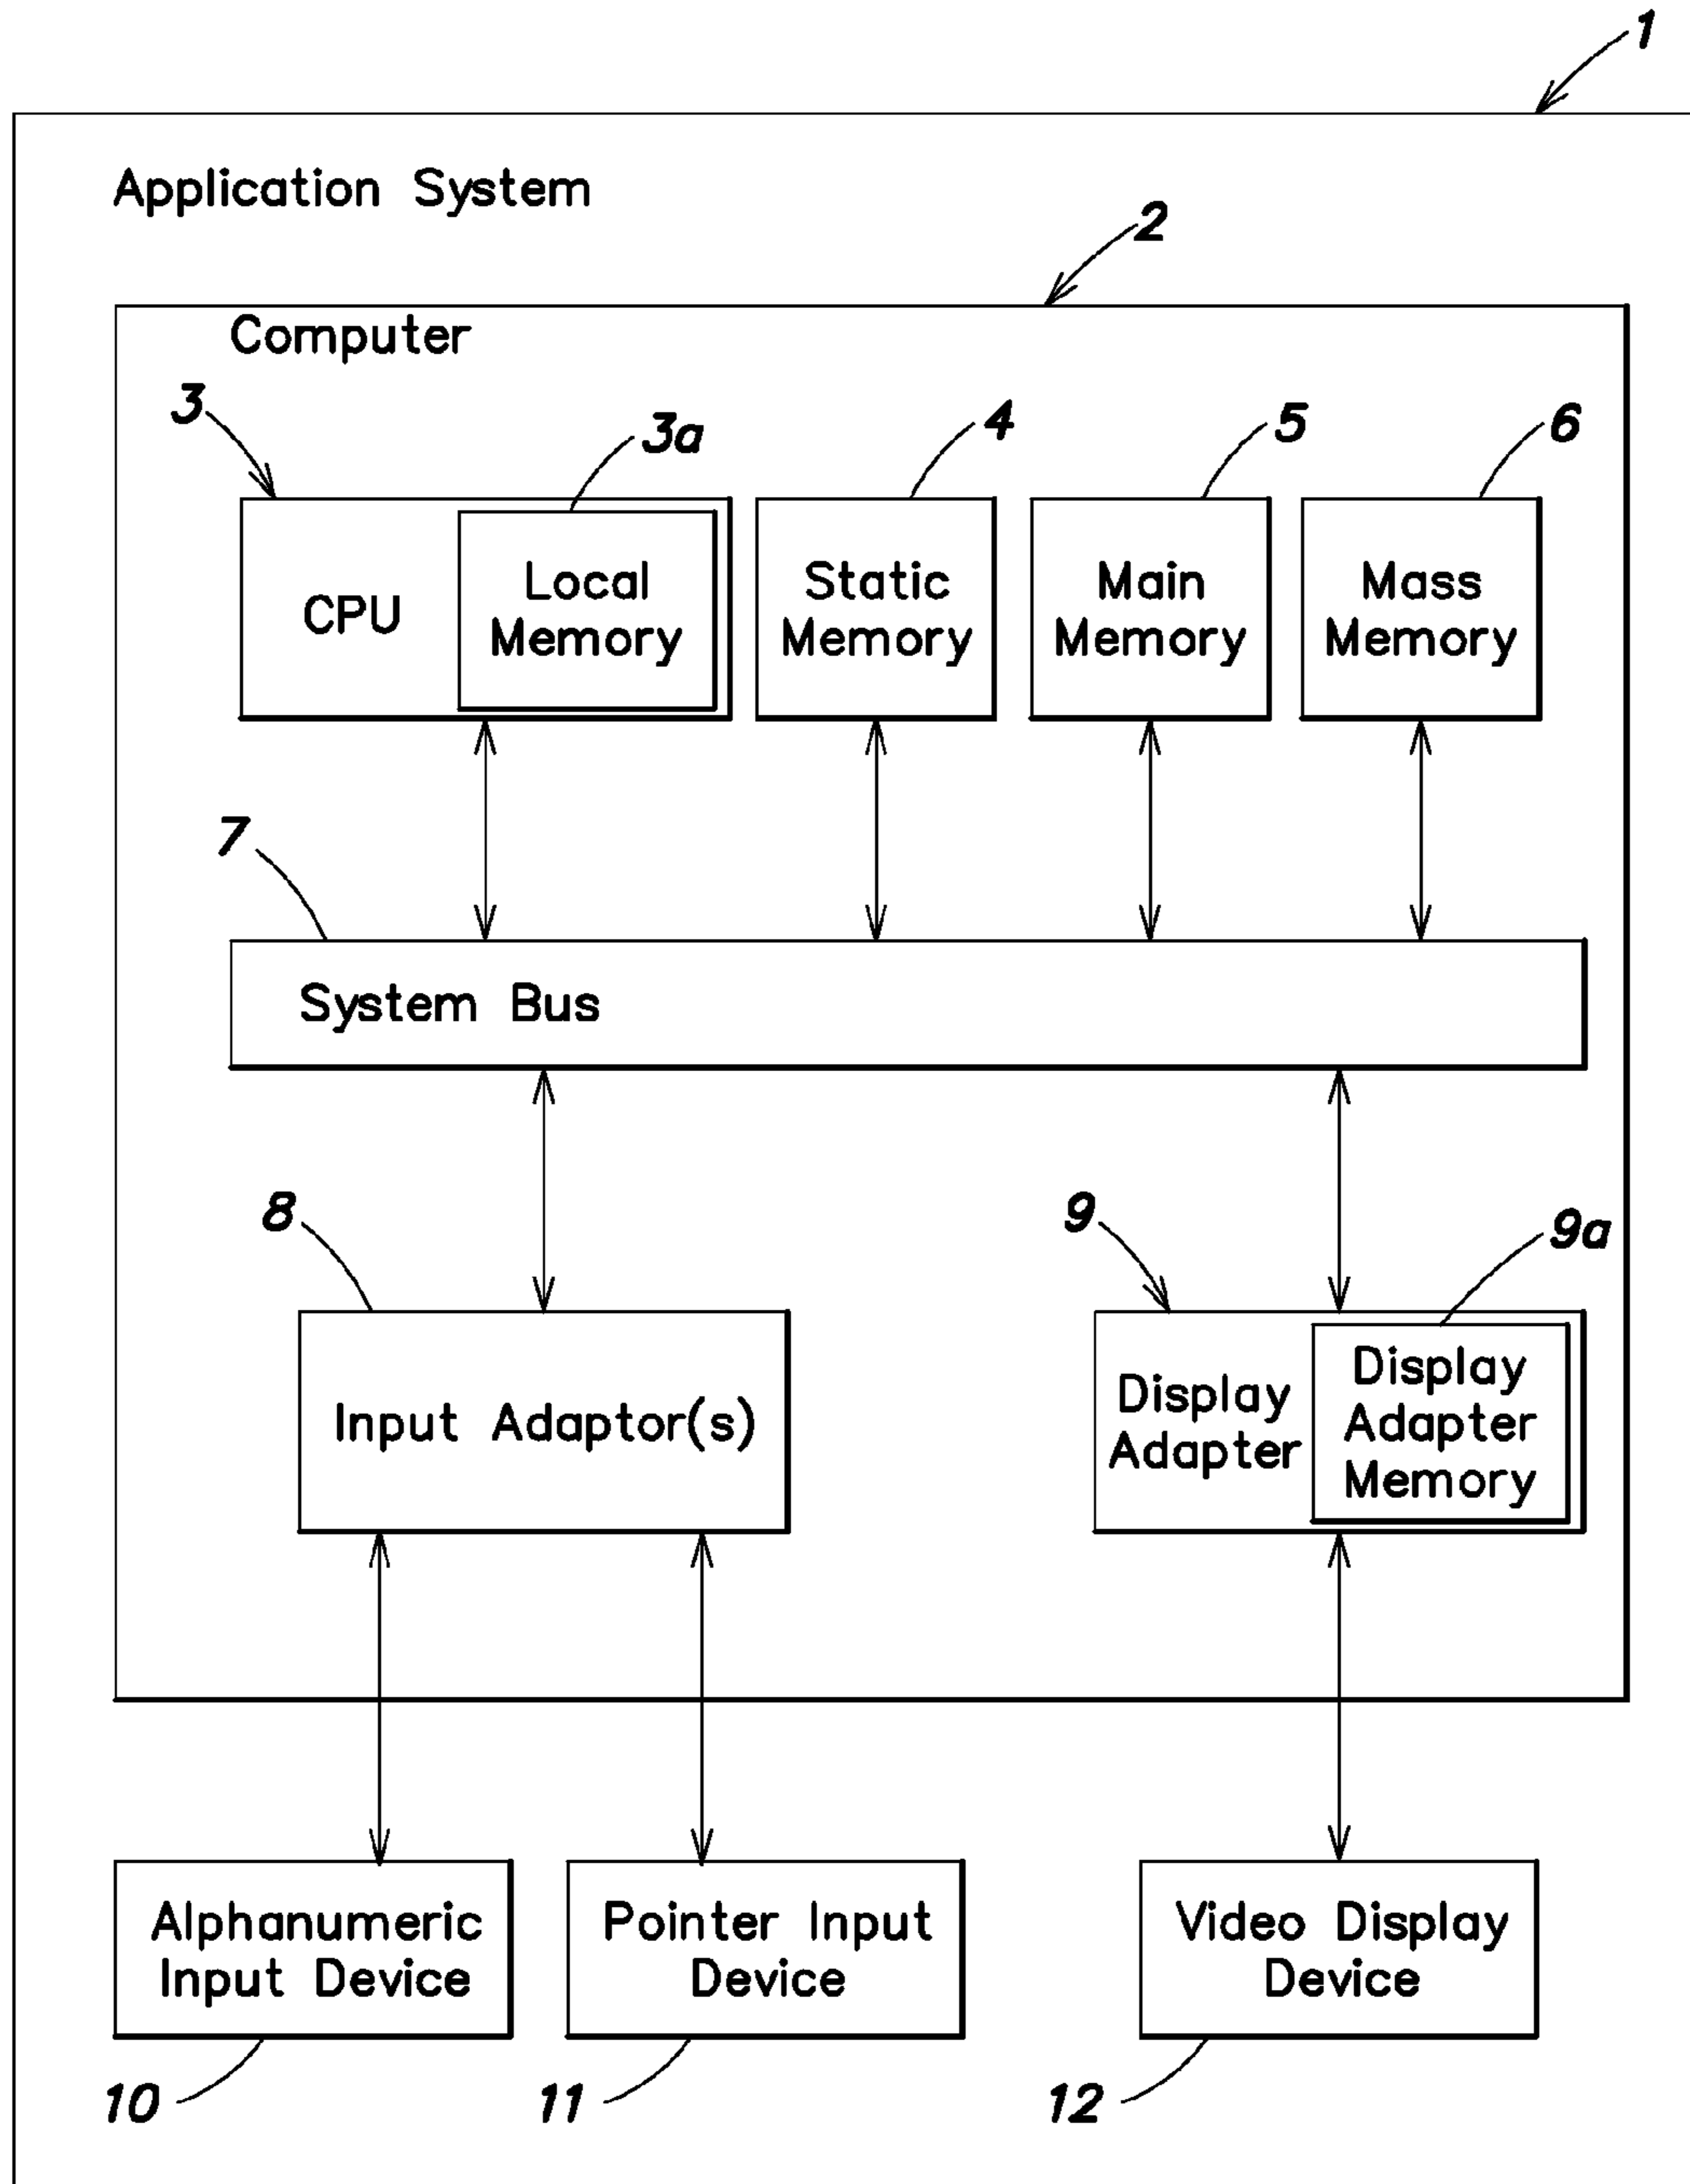 1
Application System
2
Computer
3
3a
4
5
6
CPU
Local
Memory
Static
Memory
Main
Memory
Mass
Memory
7
System Bus
8
9
9a
Input Adaptor(s)
Display
Adapter
Display
Adapter
Memory
Alphanumeric
Input Device
Pointer Input
Device
Video Display
Device
10
11
12